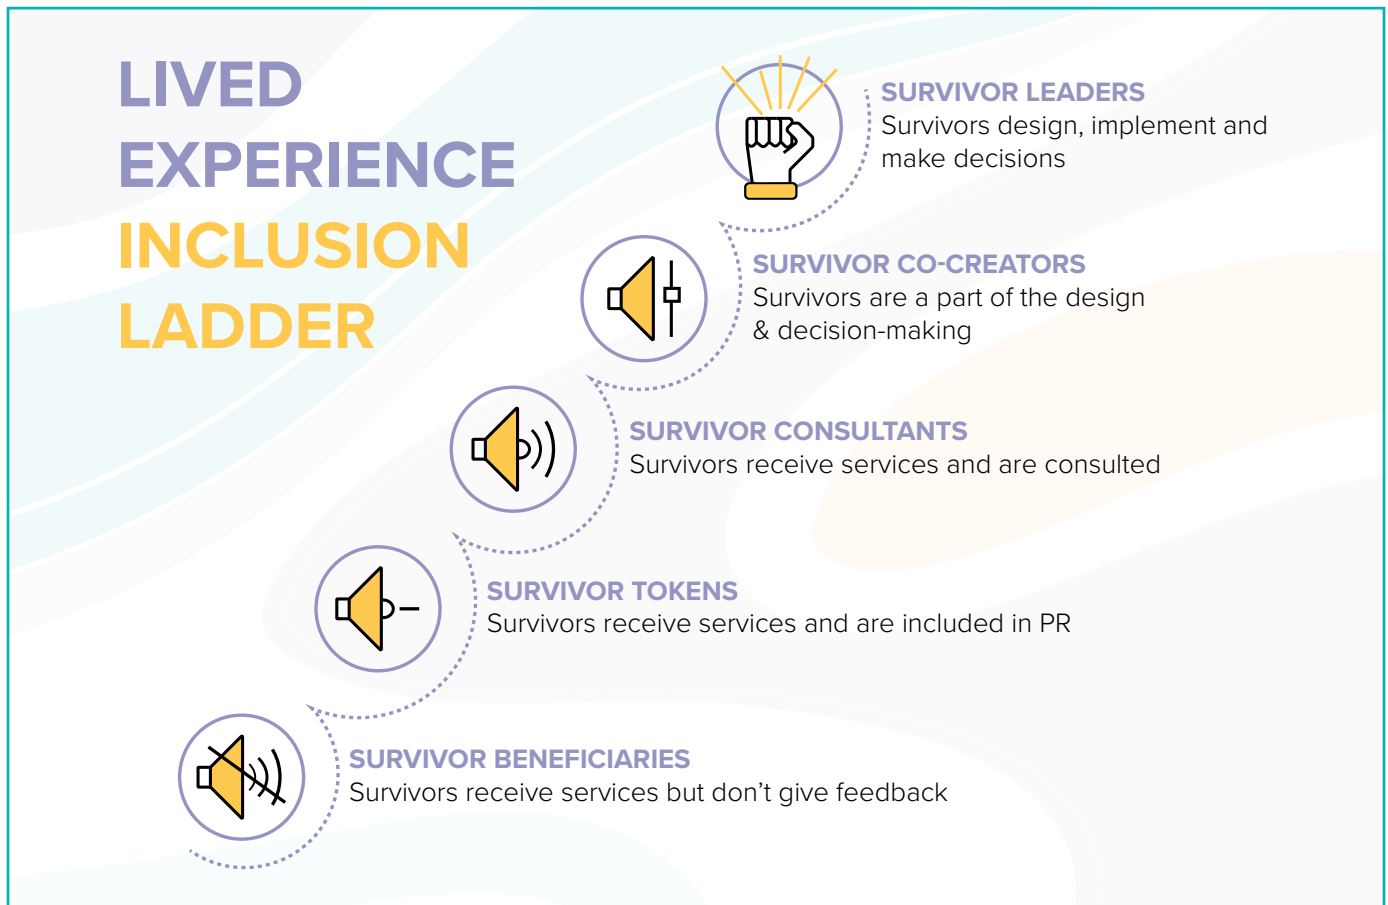 LIVED
EXPERIENCE
INCLUSION
LADDER
SURVIVOR LEADERS
Survivors design, implement and
make decisions
SURVIVOR CO-CREATORS
Survivors are a part of the design
& decision-making
SURVIVOR CONSULTANTS
Survivors receive services and are consulted
SURVIVOR TOKENS
Survivors receive services and are included in PR
SURVIVOR BENEFICIARIES
Survivors receive services but don’t give feedback